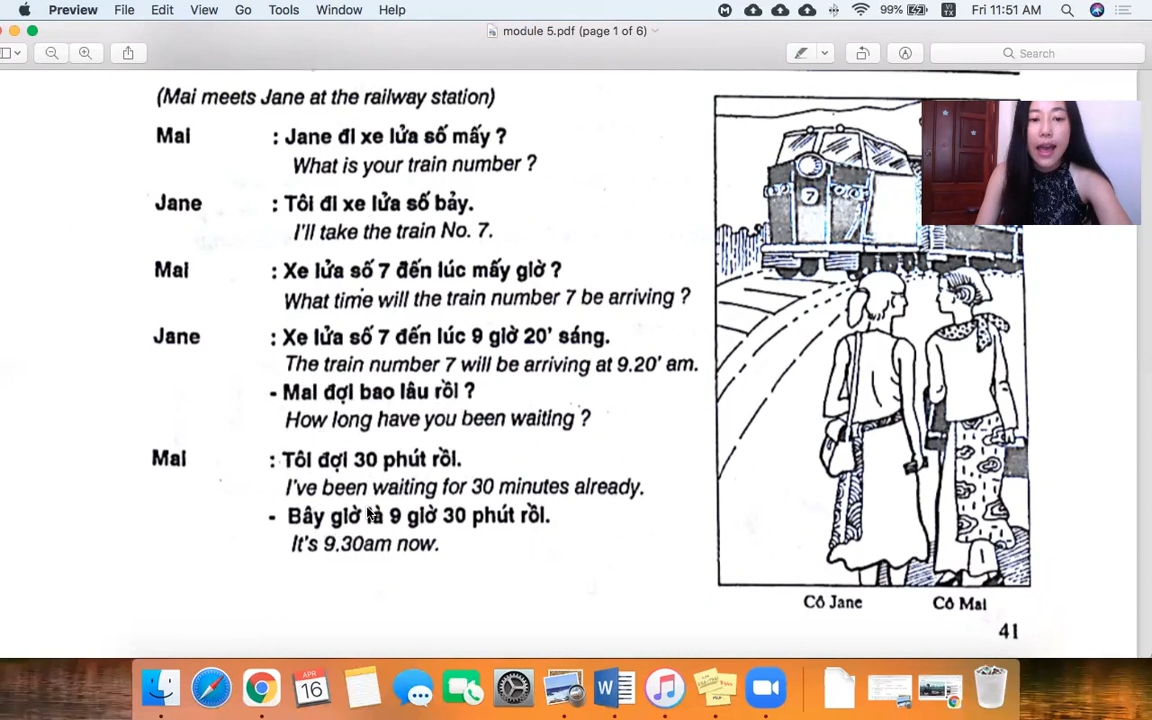 Preview File Edit View Go Tools Window Help 99% VI TX Fri 11:51 AM
module 5.pdf (page 1 of 6)
Search
(Mai meets Jane at the railway station)
Mai : Jane đi xe lửa số mấy ?
What is your train number ?
Jane : Tôi đi xe lửa số bảy.
I'll take the train No. 7.
Mai : Xe lửa số 7 đến lúc mấy giờ ?
What time will the train number 7 be arriving ?
Jane : Xe lửa số 7 đến lúc 9 giờ 20' sáng.
The train number 7 will be arriving at 9.20' am.
- Mai đợi bao lâu rồi ?
How long have you been waiting ?
Mai : Tôi đợi 30 phút rồi.
I've been waiting for 30 minutes already.
- Bây giờ là 9 giờ 30 phút rồi.
It's 9.30am now.
7
Cô Jane Cô Mai
41
APR
16
W